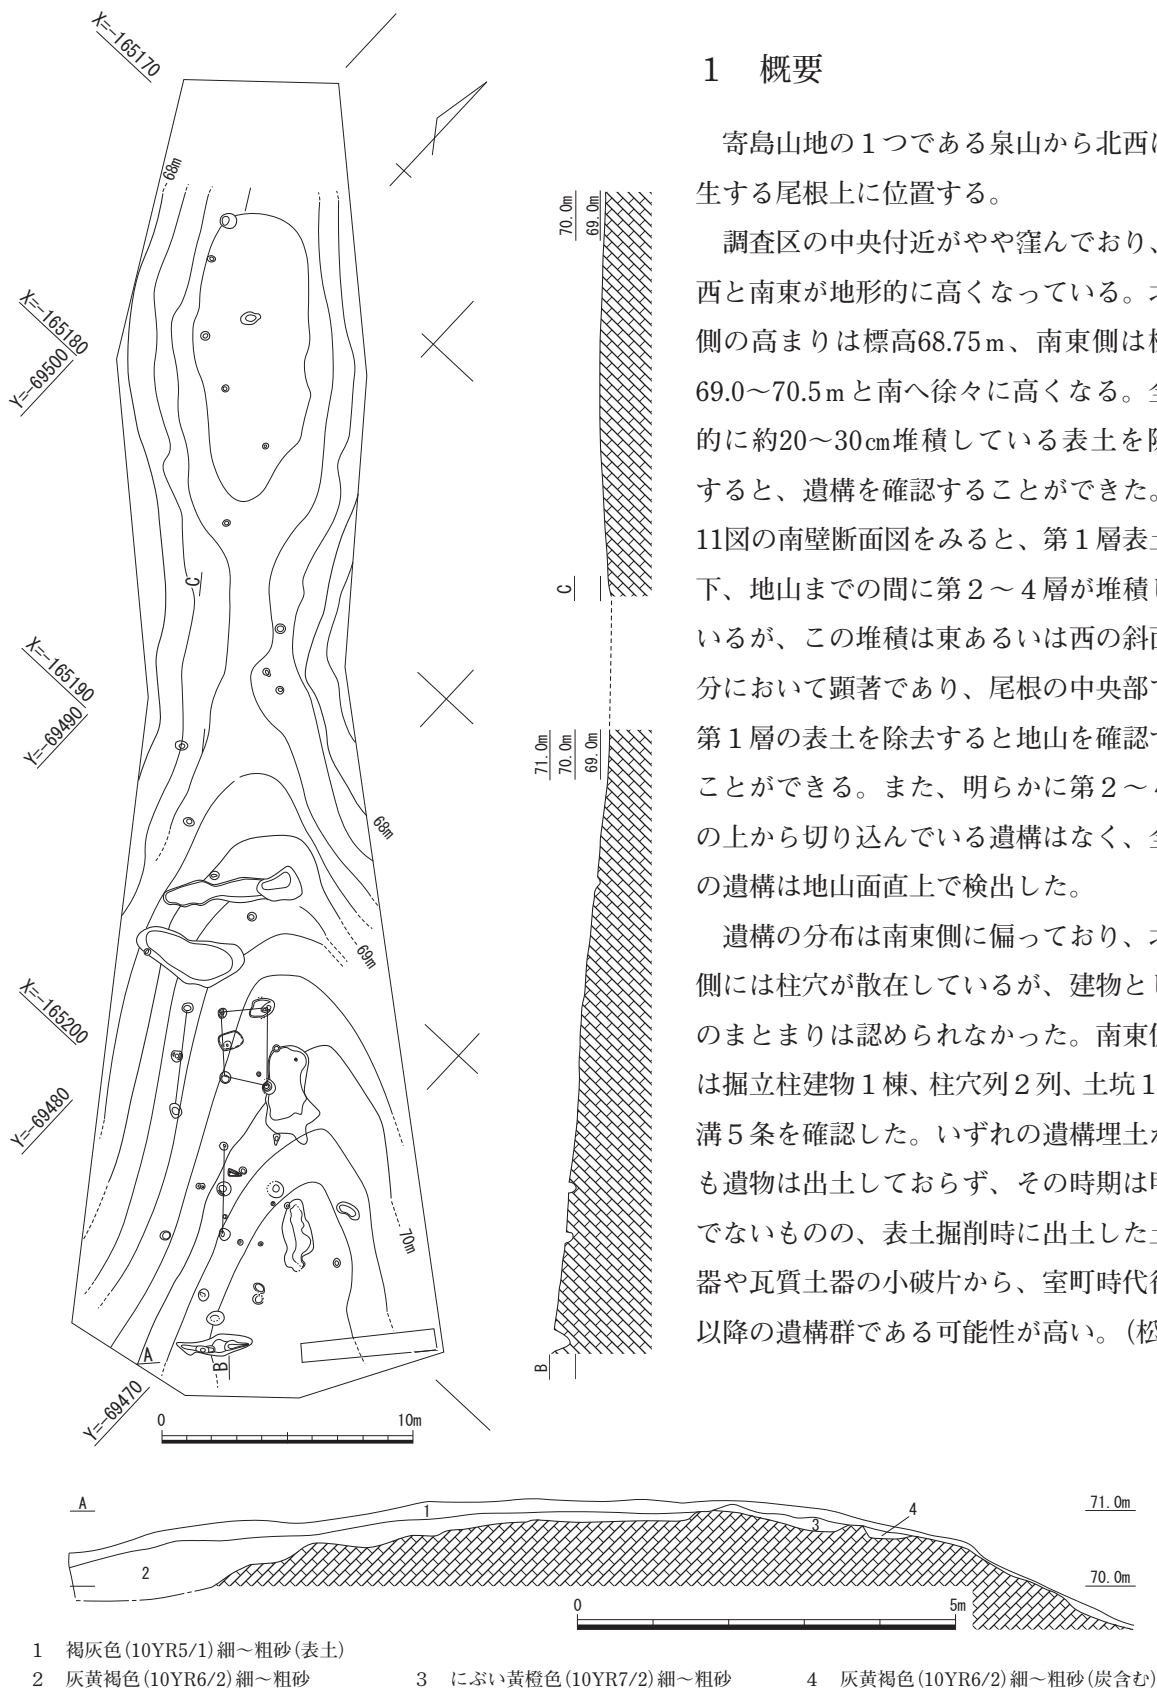 X=-165170
68m
X=-165180
Y=-69500
C
X=-165190
Y=-69490
68m
69m
X=-165200
Y=-69480
70m
A
B
Y=-69470
0 10m
70.0m
69.0m
C
71.0m
70.0m
69.0m
B
1 概要
寄島山地の１つである泉山から北西に
生する尾根上に位置する。
調査区の中央付近がやや窪んでおり、
西と南東が地形的に高くなっている。
側の高まりは標高68.75ｍ、南東側は
69.0～70.5ｍと南へ徐々に高くなる。
的に約20～30㎝堆積している表土を
すると、遺構を確認することができた。
11図の南壁断面図をみると、第１層表
下、地山までの間に第２～４層が堆積
いるが、この堆積は東あるいは西の斜
分において顕著であり、尾根の中央部
第１層の表土を除去すると地山を確認
ことができる。また、明らかに第２～
の上から切り込んでいる遺構はなく、
の遺構は地山面直上で検出した。
遺構の分布は南東側に偏っており、
側には柱穴が散在しているが、建物と
のまとまりは認められなかった。南東
は掘立柱建物１棟、柱穴列２列、土坑１
溝５条を確認した。いずれの遺構埋土
も遺物は出土しておらず、その時期は
でないものの、表土掘削時に出土した
器や瓦質土器の小破片から、室町時代
以降の遺構群である可能性が高い。（松
A
71.0m
1
4
3
2
70.0m
0 5m
1 褐灰色(10YR5/1)細～粗砂(表土)
2 灰黄褐色(10YR6/2)細～粗砂 3 にぶい黄橙色(10YR7/2)細～粗砂 4 灰黄褐色(10YR6/2)細～粗砂(炭含む)